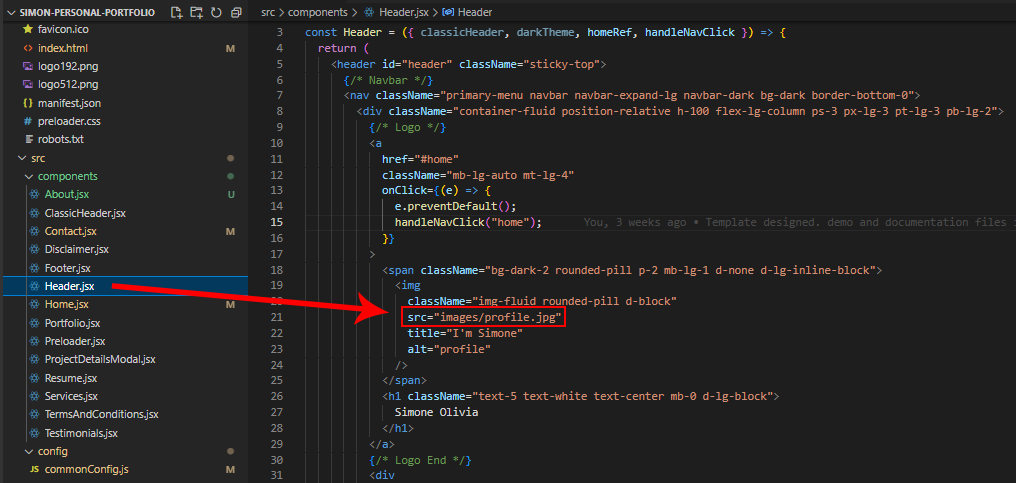 SIMON-PERSONAL-PORTFOLIO
favicon.ico
index.html M
logo192.png
logo512.png
manifest.json
preloader.css
robots.txt
src
components
About.jsx U
ClassicHeader.jsx
Contact.jsx M
Disclaimer.jsx
Footer.jsx
Header.jsx
Home.jsx M
Portfolio.jsx
Preloader.jsx
ProjectDetailsModal.jsx
Resume.jsx
Services.jsx
TermsAndConditions.jsx
Testimonials.jsx
config
JS commonConfig.js M
src > components > Header.jsx > Header
3 const Header = ({ classicHeader, darkTheme, homeRef, handleNavClick }) => {
4 return (
5 <header id="header" className="sticky-top">
6 {/* Navbar */}
7 <nav className="primary-menu navbar navbar-expand-lg navbar-dark bg-dark border-bottom-0">
8 <div className="container-fluid position-relative h-100 flex-lg-column ps-3 px-lg-3 pt-lg-3 pb-lg-2">
9 {/* Logo */}
10 <a
11 href="#home"
12 className="mb-lg-auto mt-lg-4"
13 onClick={(e) => {
14 e.preventDefault();
15 handleNavClick("home"); You, 3 weeks ago • Template designed. demo and documentation files
16 }}
17 >
18 <span className="bg-dark-2 rounded-pill p-2 mb-lg-1 d-none d-lg-inline-block">
19 <img
20 className="img-fluid rounded-pill d-block"
21 src="images/profile.jpg"
22 title="I'm Simone"
23 alt="profile"
24 />
25 </span>
26 <h1 className="text-5 text-white text-center mb-0 d-lg-block">
27 Simone Olivia
28 </h1>
29 </a>
30 {/* Logo End */}
31 <div